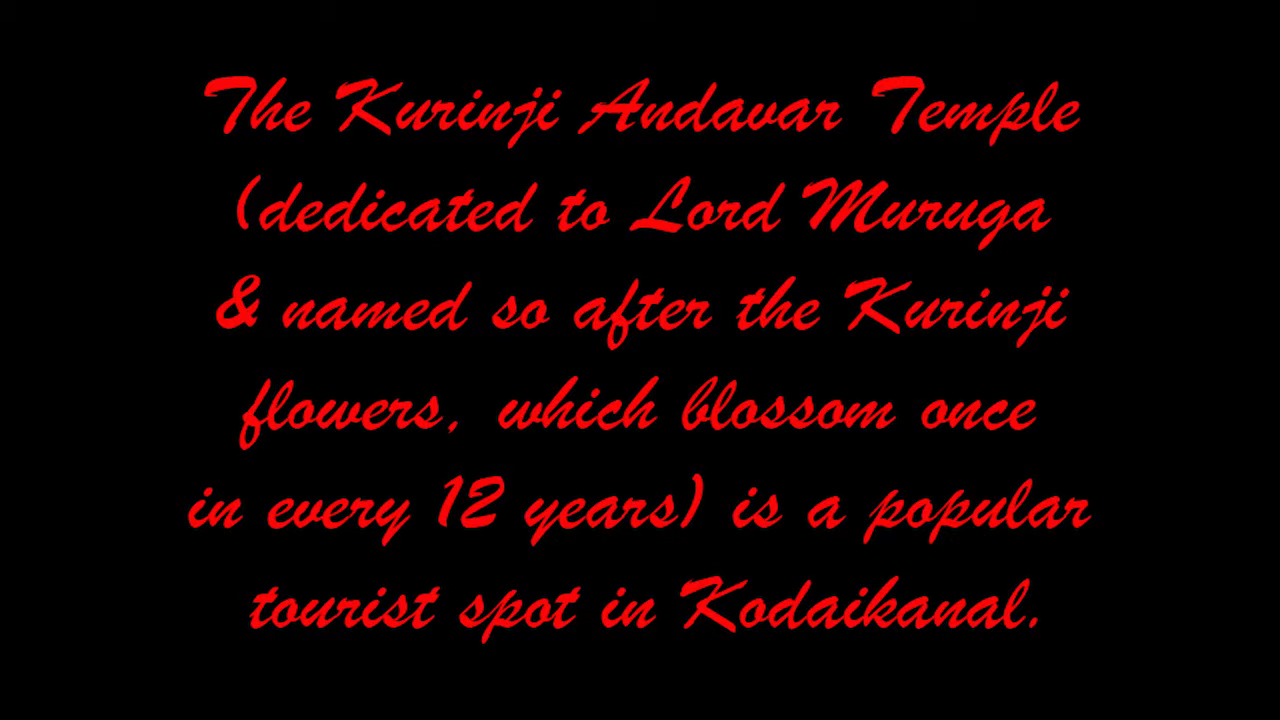 The Kurinji Andavar Temple
(dedicated to Lord Muruga
& named so after the Kurinji
flowers, which blossom once
in every 12 years) is a popular
tourist spot in Kodaikanal.